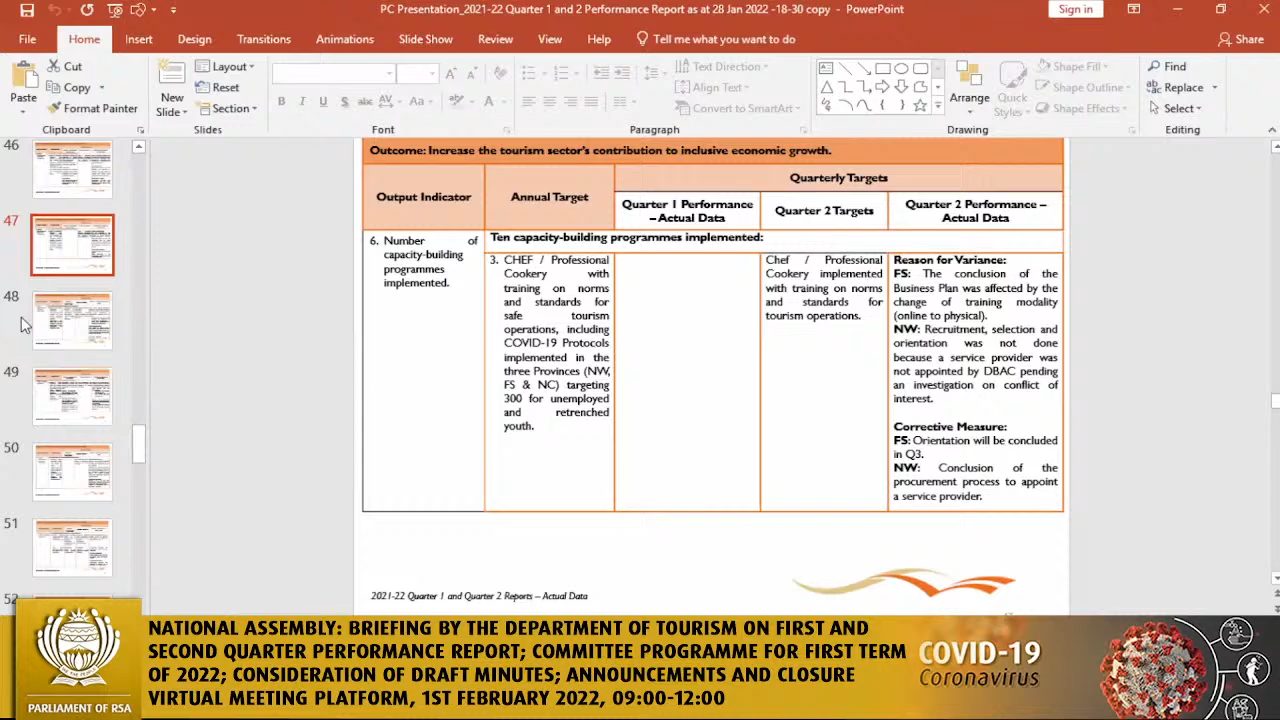 PC Presentation_2021-22 Quarter 1 and 2 Performance Report as at 28 Jan 2022 -18-30 copy - PowerPoint
Sign in
File Home Insert Design Transitions Animations Slide Show Review View Help Tell me what you want to do
Share
Paste
Cut
Copy
Format Painter
Clipboard
New
Slide
Layout
Reset
Section
Slides
B I U S abc AV Aa A
Font
Text Direction
Align Text
Convert to SmartArt
Paragraph
Arrange
Quick
Styles
Shape Fill
Shape Outline
Shape Effects
Drawing
Find
Replace
Select
Editing
46
47
48
49
50
51
52
Outcome: Increase the tourism sector's contribution to inclusive economic growth.
Output Indicator
Annual Target
Quarterly Targets
Quarter 1 Performance
– Actual Data
Quarter 2 Targets
Quarter 2 Performance –
Actual Data
6. Number of
capacity-building
programmes
implemented.
Ten capacity-building programmes implemented:
3. CHEF / Professional
Cookery with
training on norms
and standards for
safe tourism
operations, including
COVID-19 Protocols
implemented in the
three Provinces (NW,
FS & NC) targeting
300 for unemployed
and retrenched
youth.
Chef / Professional
Cookery implemented
with training on norms
and standards for
tourism operations.
Reason for Variance:
FS: The conclusion of the
Business Plan was affected by the
change of training modality
(online to physical).
NW: Recruitment, selection and
orientation was not done
because a service provider was
not appointed by DBAC pending
an investigation on conflict of
interest.
Corrective Measure:
FS: Orientation will be concluded
in Q3.
NW: Conclusion of the
procurement process to appoint
a service provider.
2021-22 Quarter 1 and Quarter 2 Reports – Actual Data
PARLIAMENT OF RSA
NATIONAL ASSEMBLY: BRIEFING BY THE DEPARTMENT OF TOURISM ON FIRST AND
SECOND QUARTER PERFORMANCE REPORT; COMMITTEE PROGRAMME FOR FIRST TERM
OF 2022; CONSIDERATION OF DRAFT MINUTES; ANNOUNCEMENTS AND CLOSURE
VIRTUAL MEETING PLATFORM, 1ST FEBRUARY 2022, 09:00-12:00
COVID-19
Coronavirus